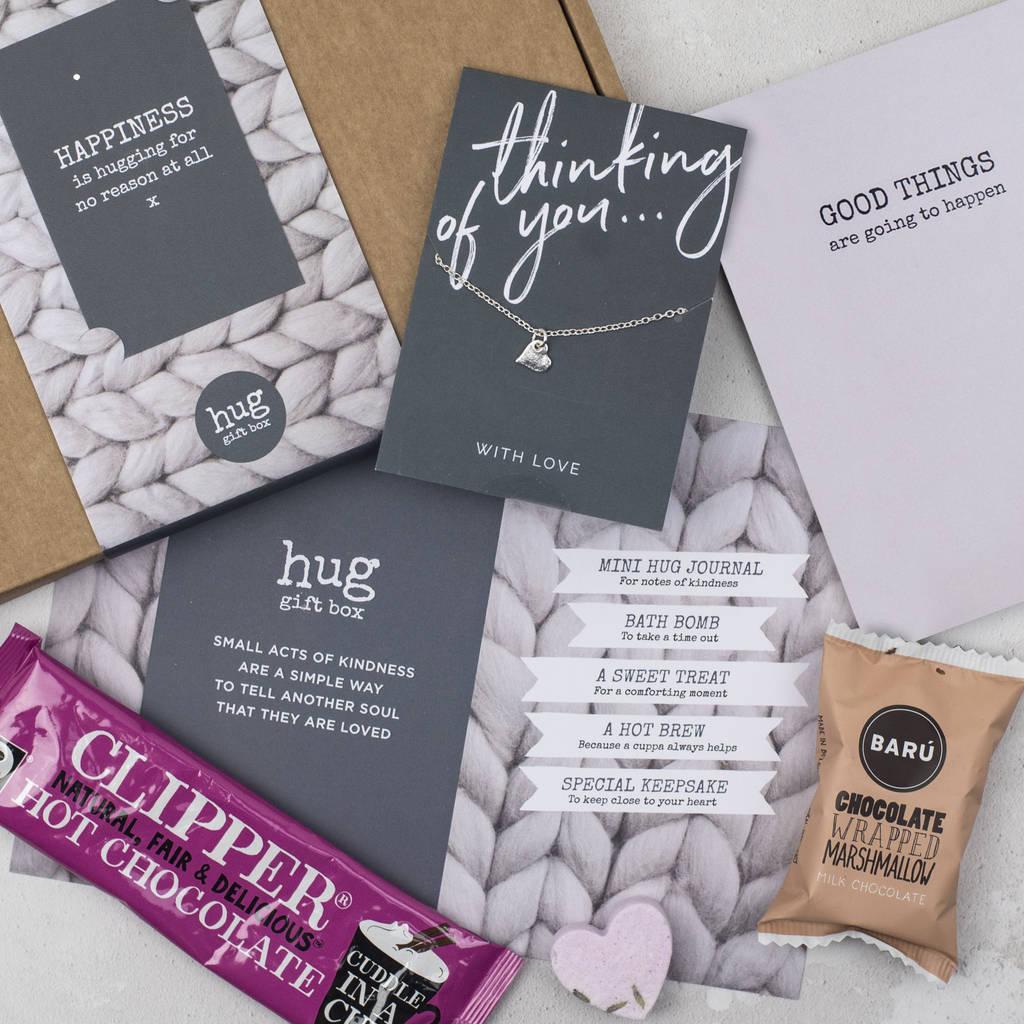 HAPPINESS
is hugging for
no reason at all
x
hug
gift box
thinking
of you...
WITH LOVE
GOOD THINGS
are going to happen
hug
gift box
SMALL ACTS OF KINDNESS
ARE A SIMPLE WAY
TO TELL ANOTHER SOUL
THAT THEY ARE LOVED
MINI HUG JOURNAL
For notes of kindness
BATH BOMB
To take a time out
A SWEET TREAT
For a comforting moment
A HOT BREW
Because a cuppa always helps
SPECIAL KEEPSAKE
To keep close to your heart
CLIPPER®
NATURAL, FAIR & DELICIOUS™
HOT CHOCOLATE
CUDDLE
IN A
BARÚ
CHOCOLATE
WRAPPED
MARSHMALLOW
MILK CHOCOLATE
MADE IN